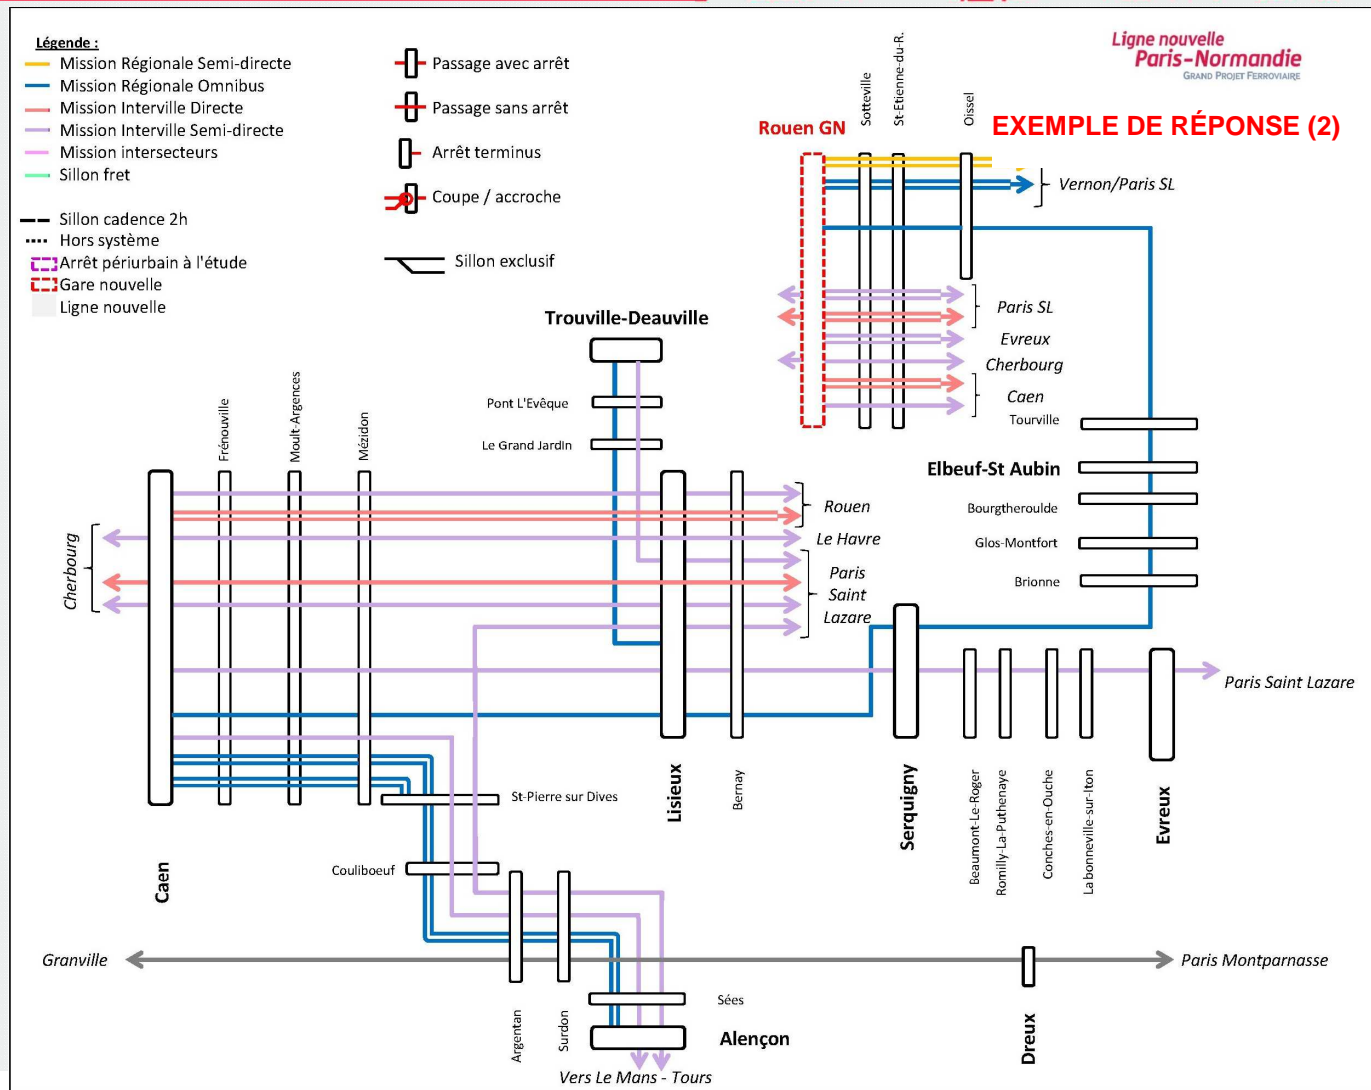 Légende :
Mission Régionale Semi-directe
Mission Régionale Omnibus
Mission Interville Directe
Mission Interville Semi-directe
Mission intersecteurs
Sillon fret
Sillon cadence 2h
Hors système
Arrêt périurbain à l'étude
Gare nouvelle
Ligne nouvelle
Passage avec arrêt
Passage sans arrêt
Arrêt terminus
Coupe / accroche
Sillon exclusif
Ligne nouvelle
Paris-Normandie
GRAND PROJET FERROVIAIRE
EXEMPLE DE RÉPONSE (2)
Rouen GN
Sotteville
St-Etienne-du-R.
Oissel
Vernon/Paris SL
Paris SL
Evreux
Cherbourg
Caen
Tourville
Elbeuf-St Aubin
Bourgtheroulde
Glos-Montfort
Brionne
Trouville-Deauville
Pont L'Evêque
Le Grand Jardin
Frénouville
Moult-Argences
Mézidon
Rouen
Le Havre
Paris
Saint
Lazare
Cherbourg
Paris Saint Lazare
Caen
St-Pierre sur Dives
Couliboeuf
Lisieux
Bernay
Serquigny
Beaumont-Le-Roger
Romilly-La-Puthenaye
Conches-en-Ouche
La bonneville-sur-Iton
Evreux
Granville
Paris Montparnasse
Argentan
Surdon
Sées
Alençon
Dreux
Vers Le Mans - Tours